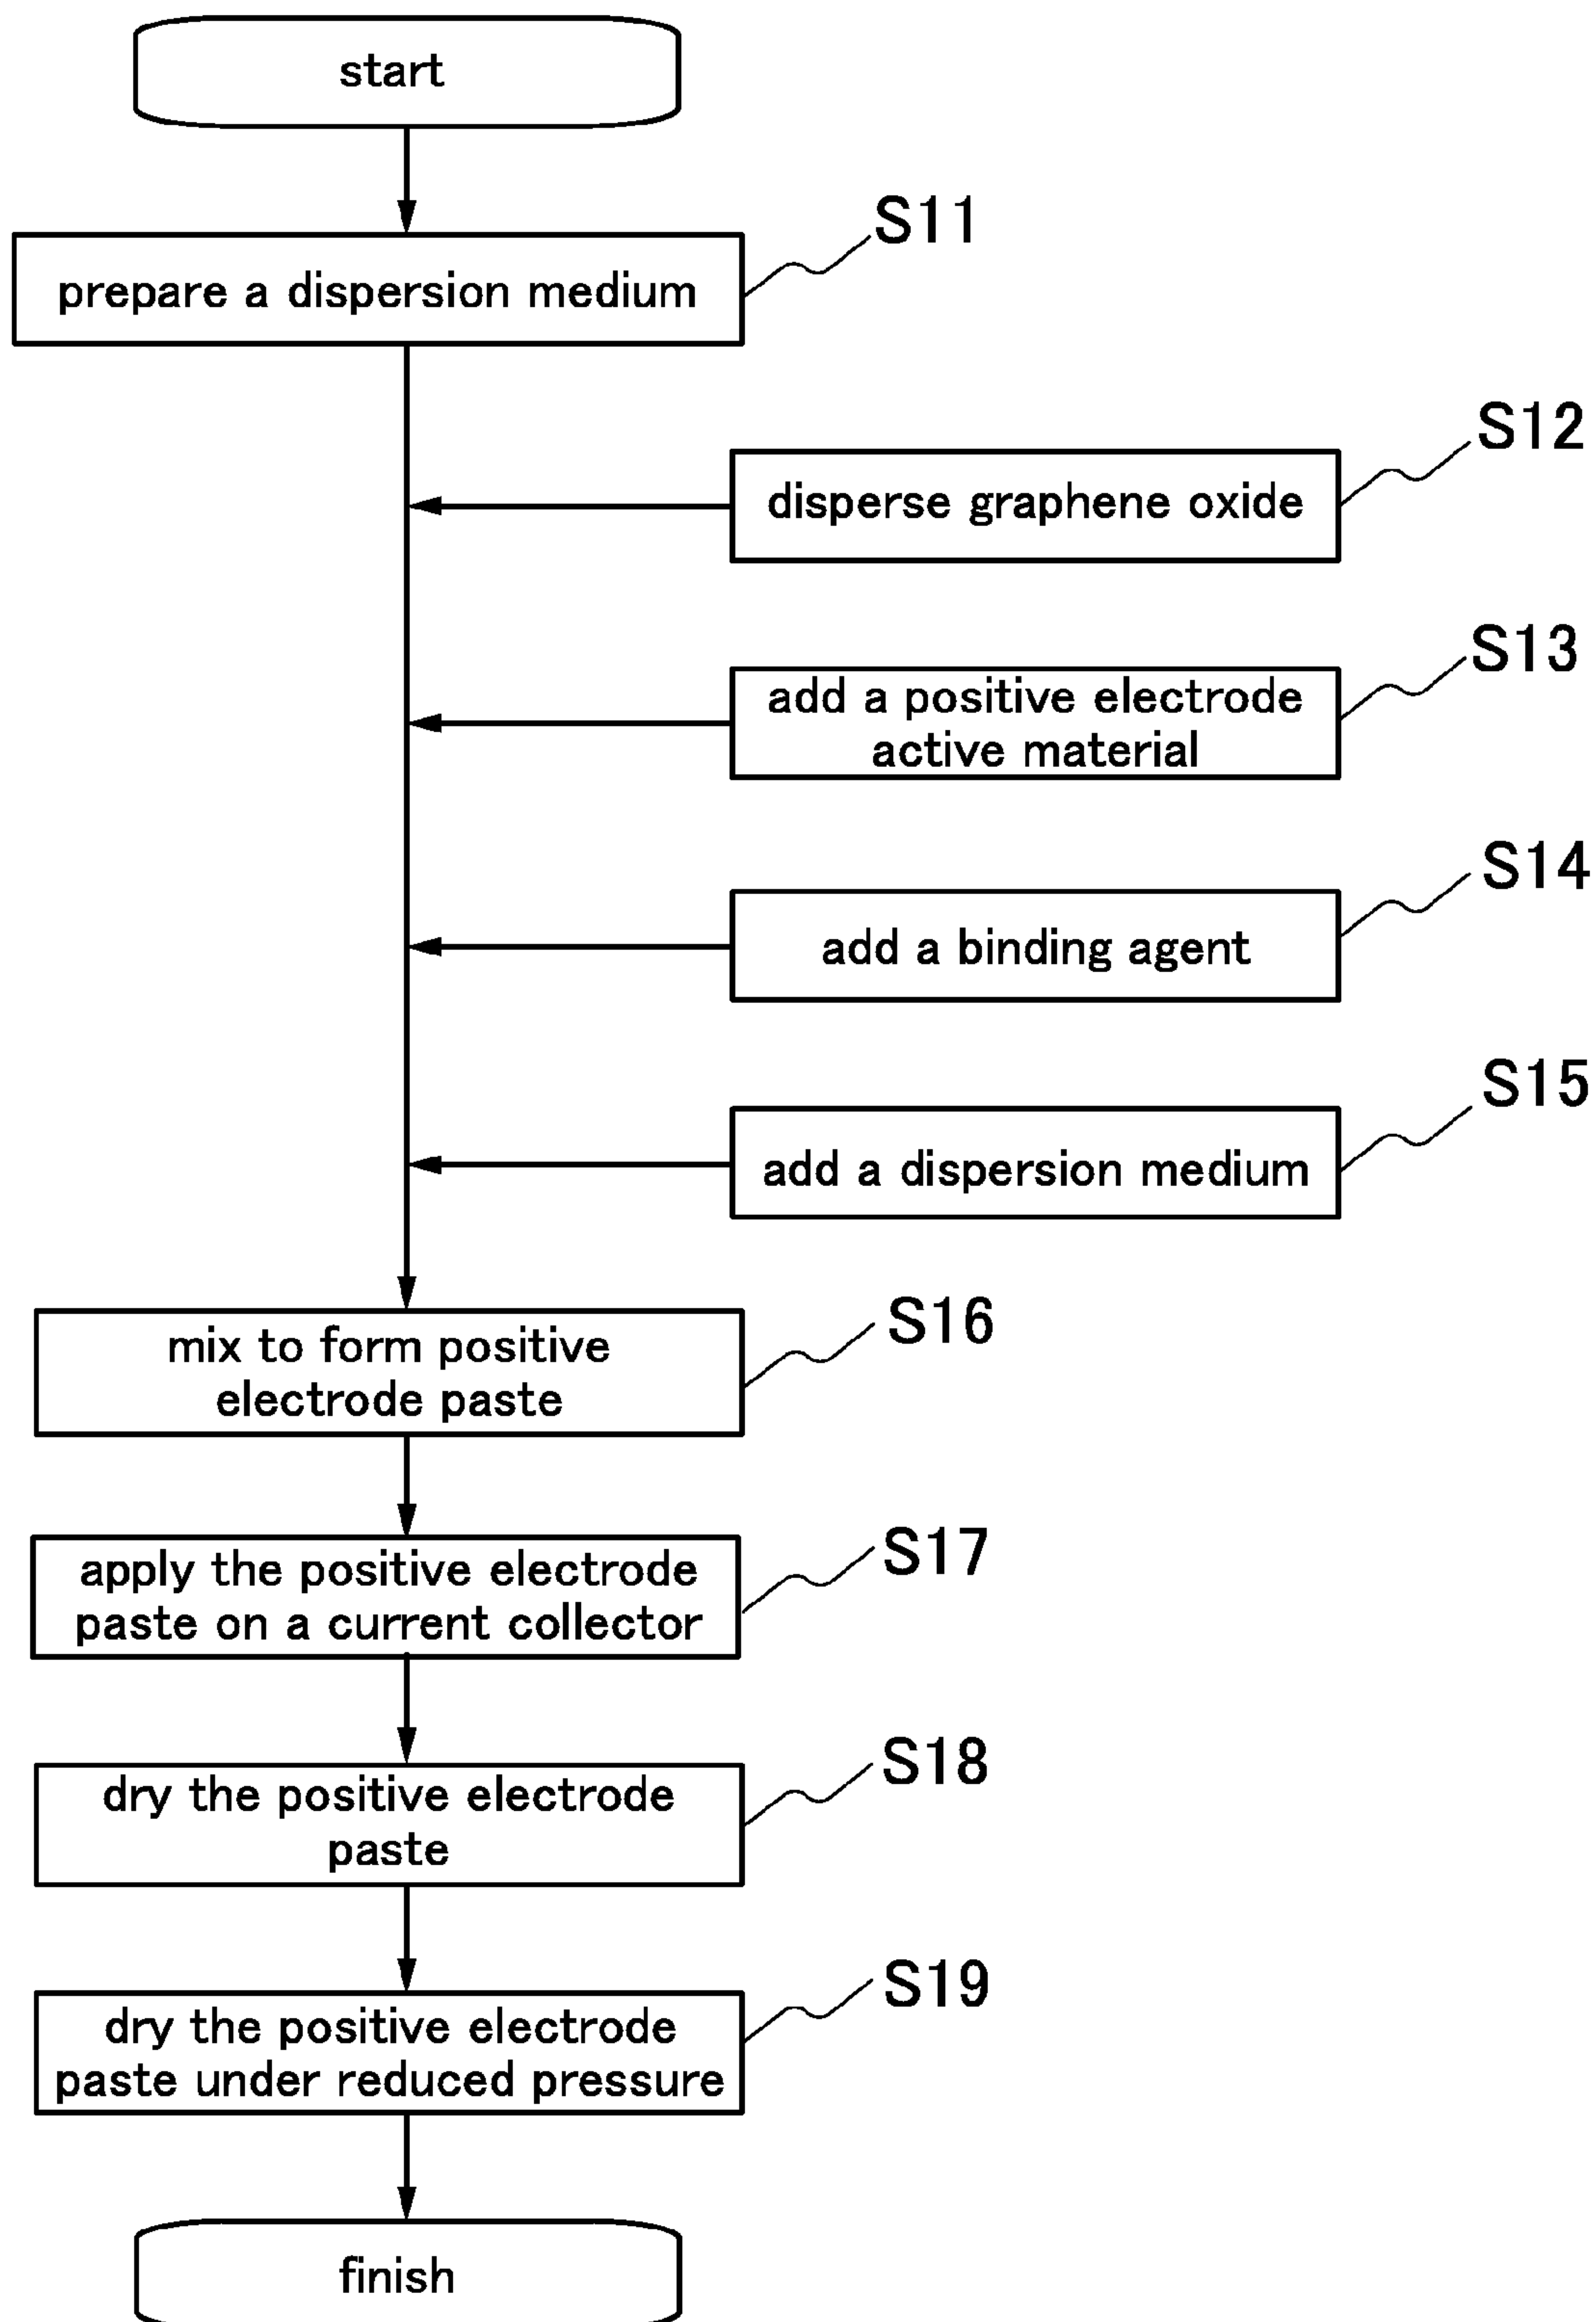 start
S11
prepare a dispersion medium
S12
disperse graphene oxide
S13
add a positive electrode
active material
S14
add a binding agent
S15
add a dispersion medium
S16
mix to form positive
electrode paste
S17
apply the positive electrode
paste on a current collector
S18
dry the positive electrode
paste
S19
dry the positive electrode
paste under reduced pressure
finish